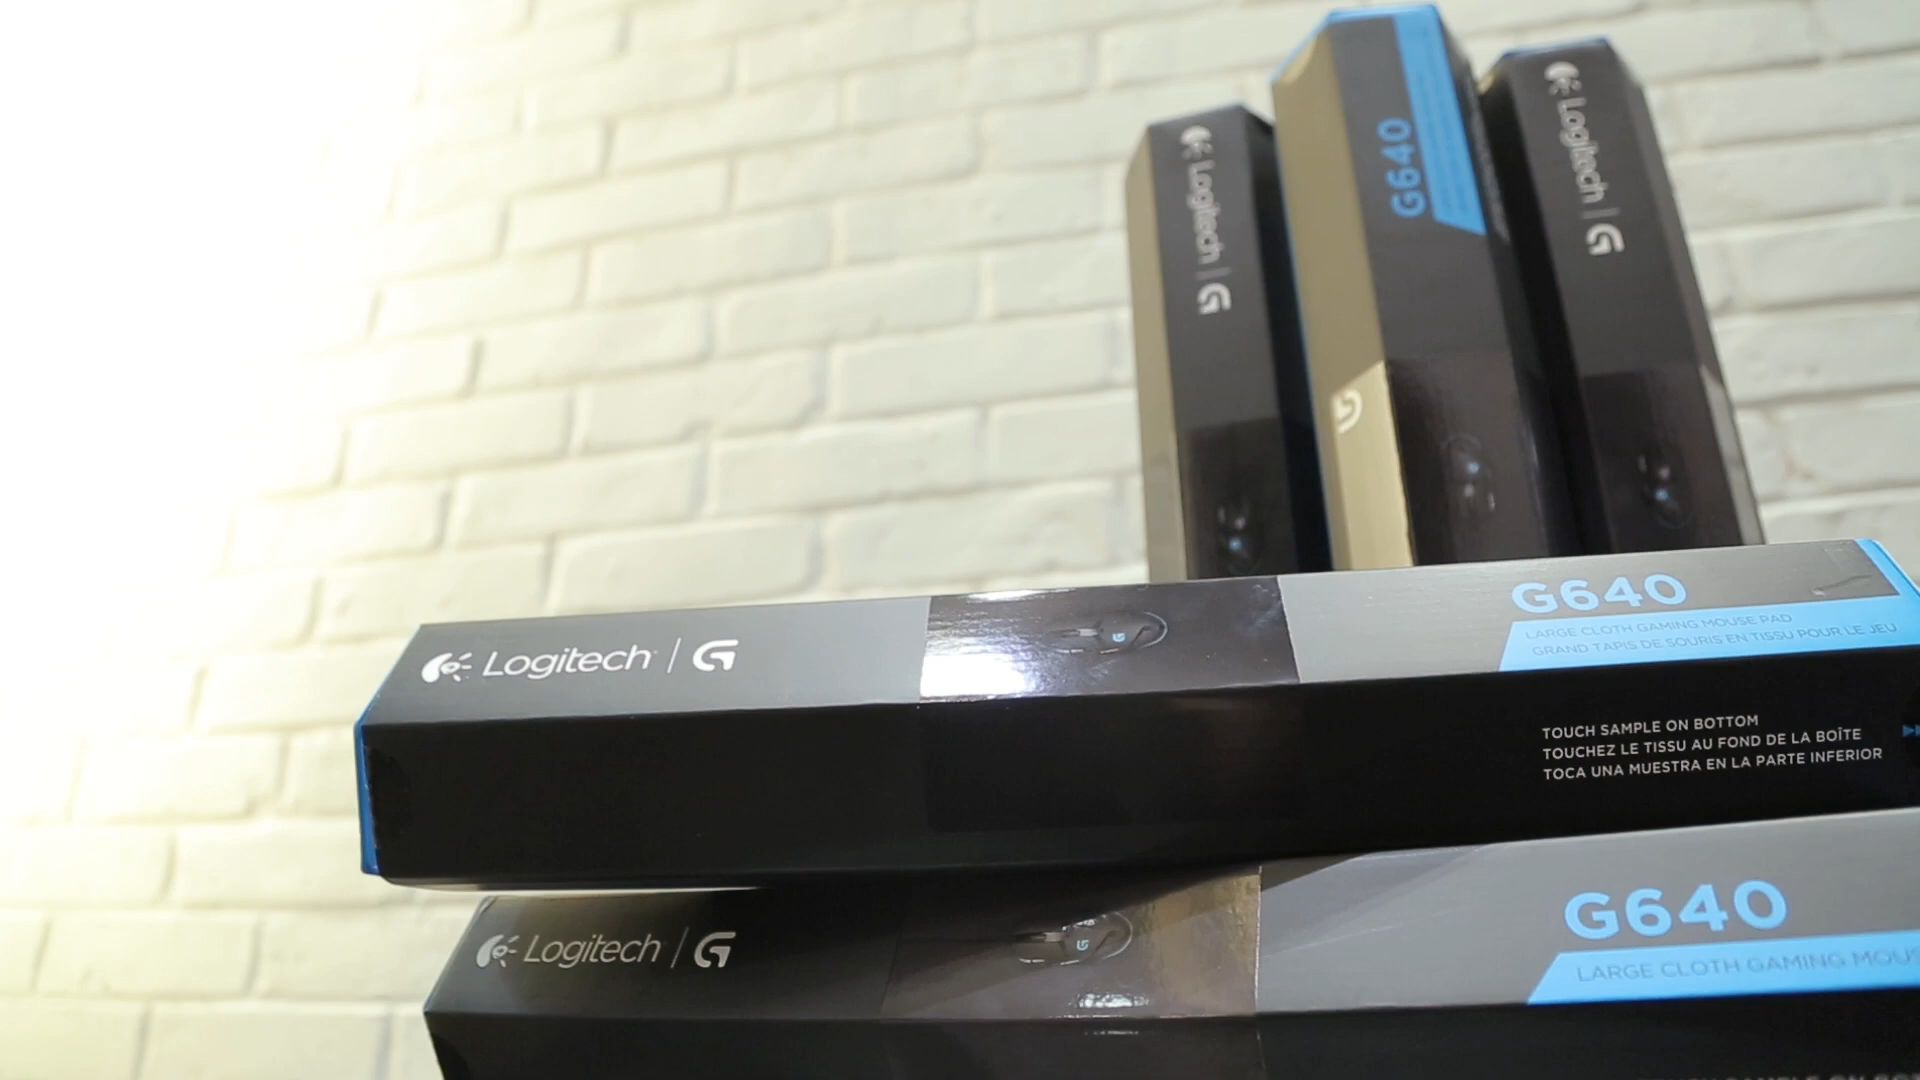 Logitech | G
G640
Logitech | G
G
Logitech | G
G640
LARGE CLOTH GAMING MOUSE PAD
GRAND TAPIS DE SOURIS EN TISSU POUR LE JEU
TOUCH SAMPLE ON BOTTOM
TOUCHEZ LE TISSU AU FOND DE LA BOÎTE
TOCA UNA MUESTRA EN LA PARTE INFERIOR
Logitech | G
G640
LARGE CLOTH GAMING MOUS